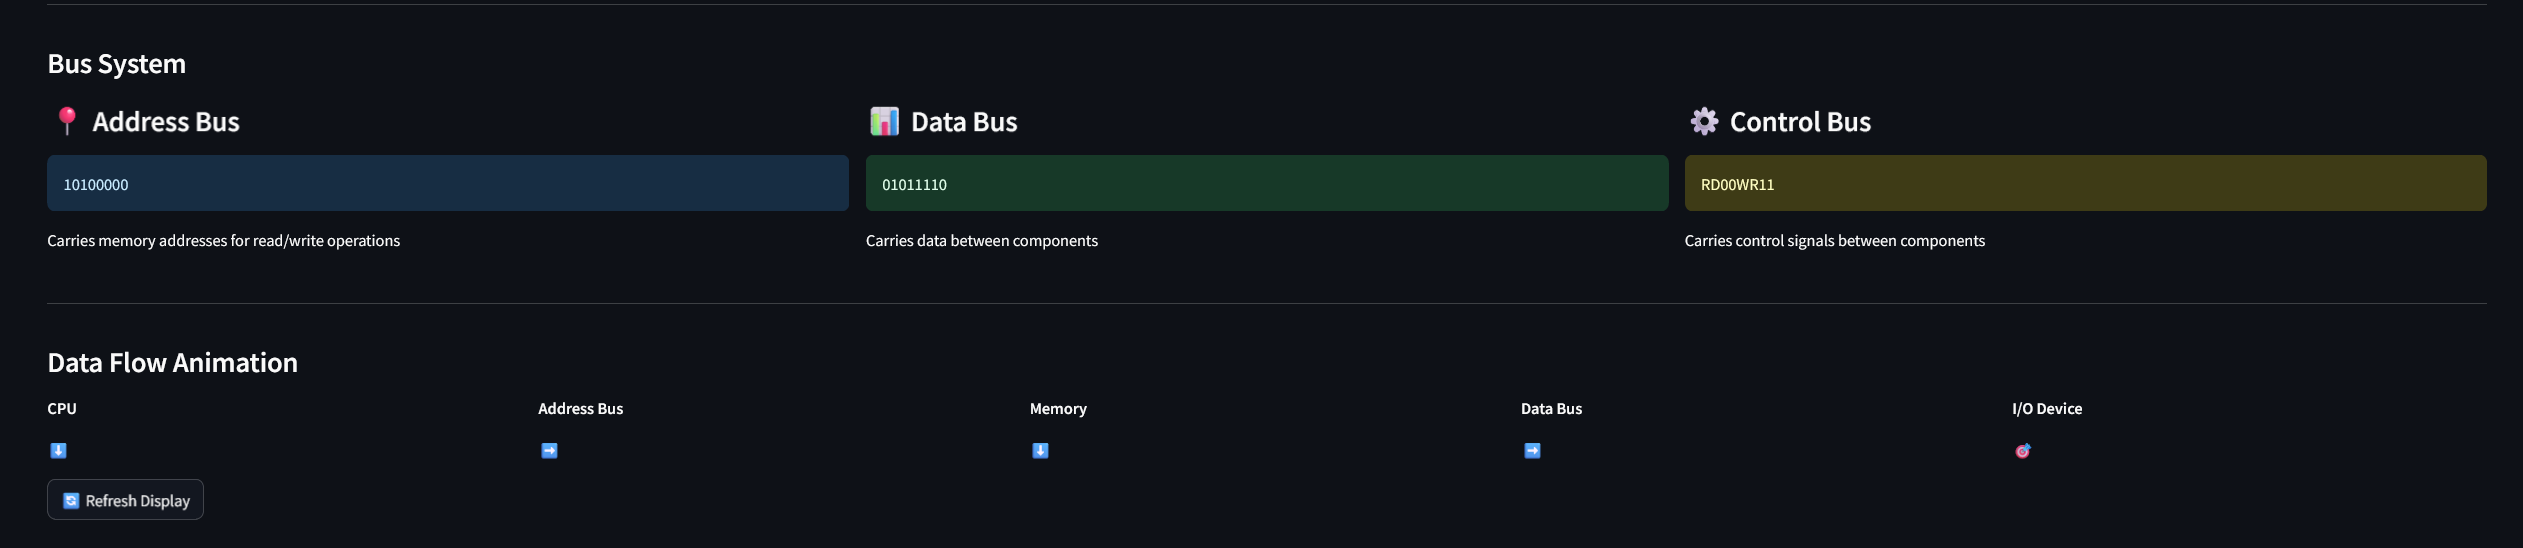 Bus System
Address Bus
Data Bus
Control Bus
10100000
01011110
RD00WR11
Carries memory addresses for read/write operations
Carries data between components
Carries control signals between components
Data Flow Animation
CPU
Address Bus
Memory
Data Bus
I/O Device
Refresh Display